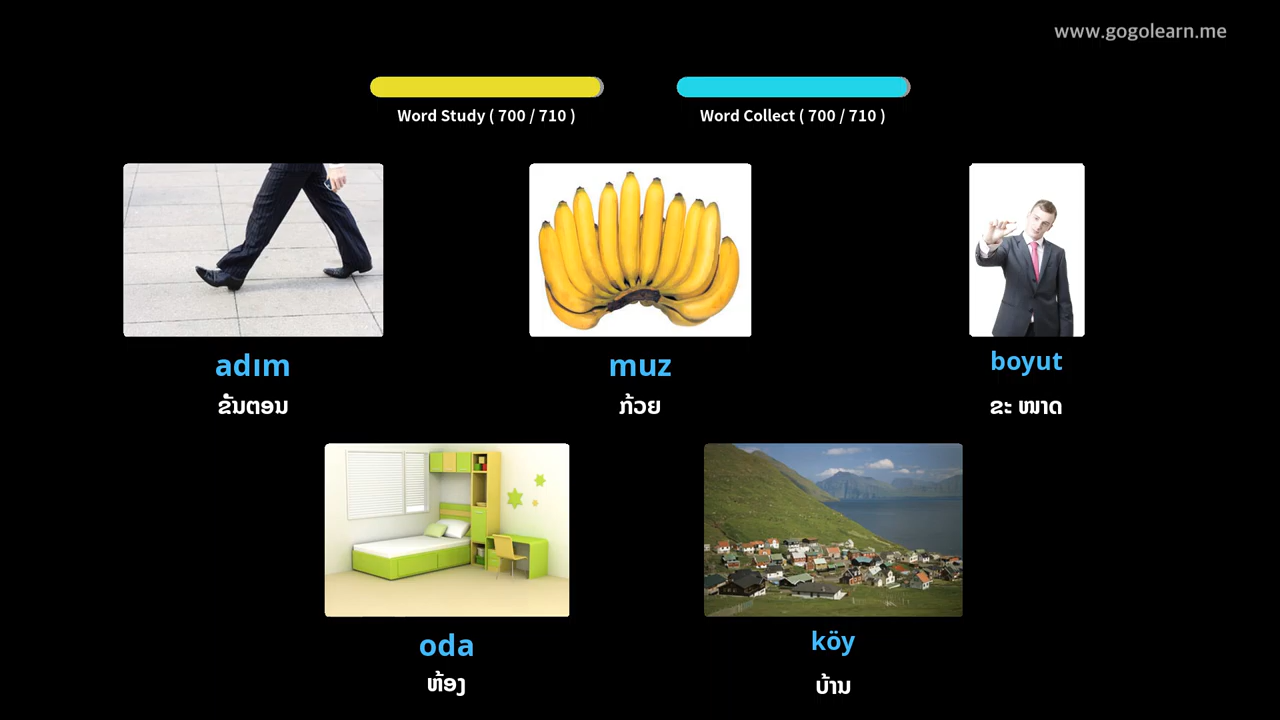 www.gogolearn.me
Word Study ( 700 / 710 )
Word Collect ( 700 / 710 )
adım
muz
boyut
ຂັ້ນຕອນ
ກ້ວຍ
ຂະ ໜາດ
oda
köy
ຫ້ອງ
ບ້ານ